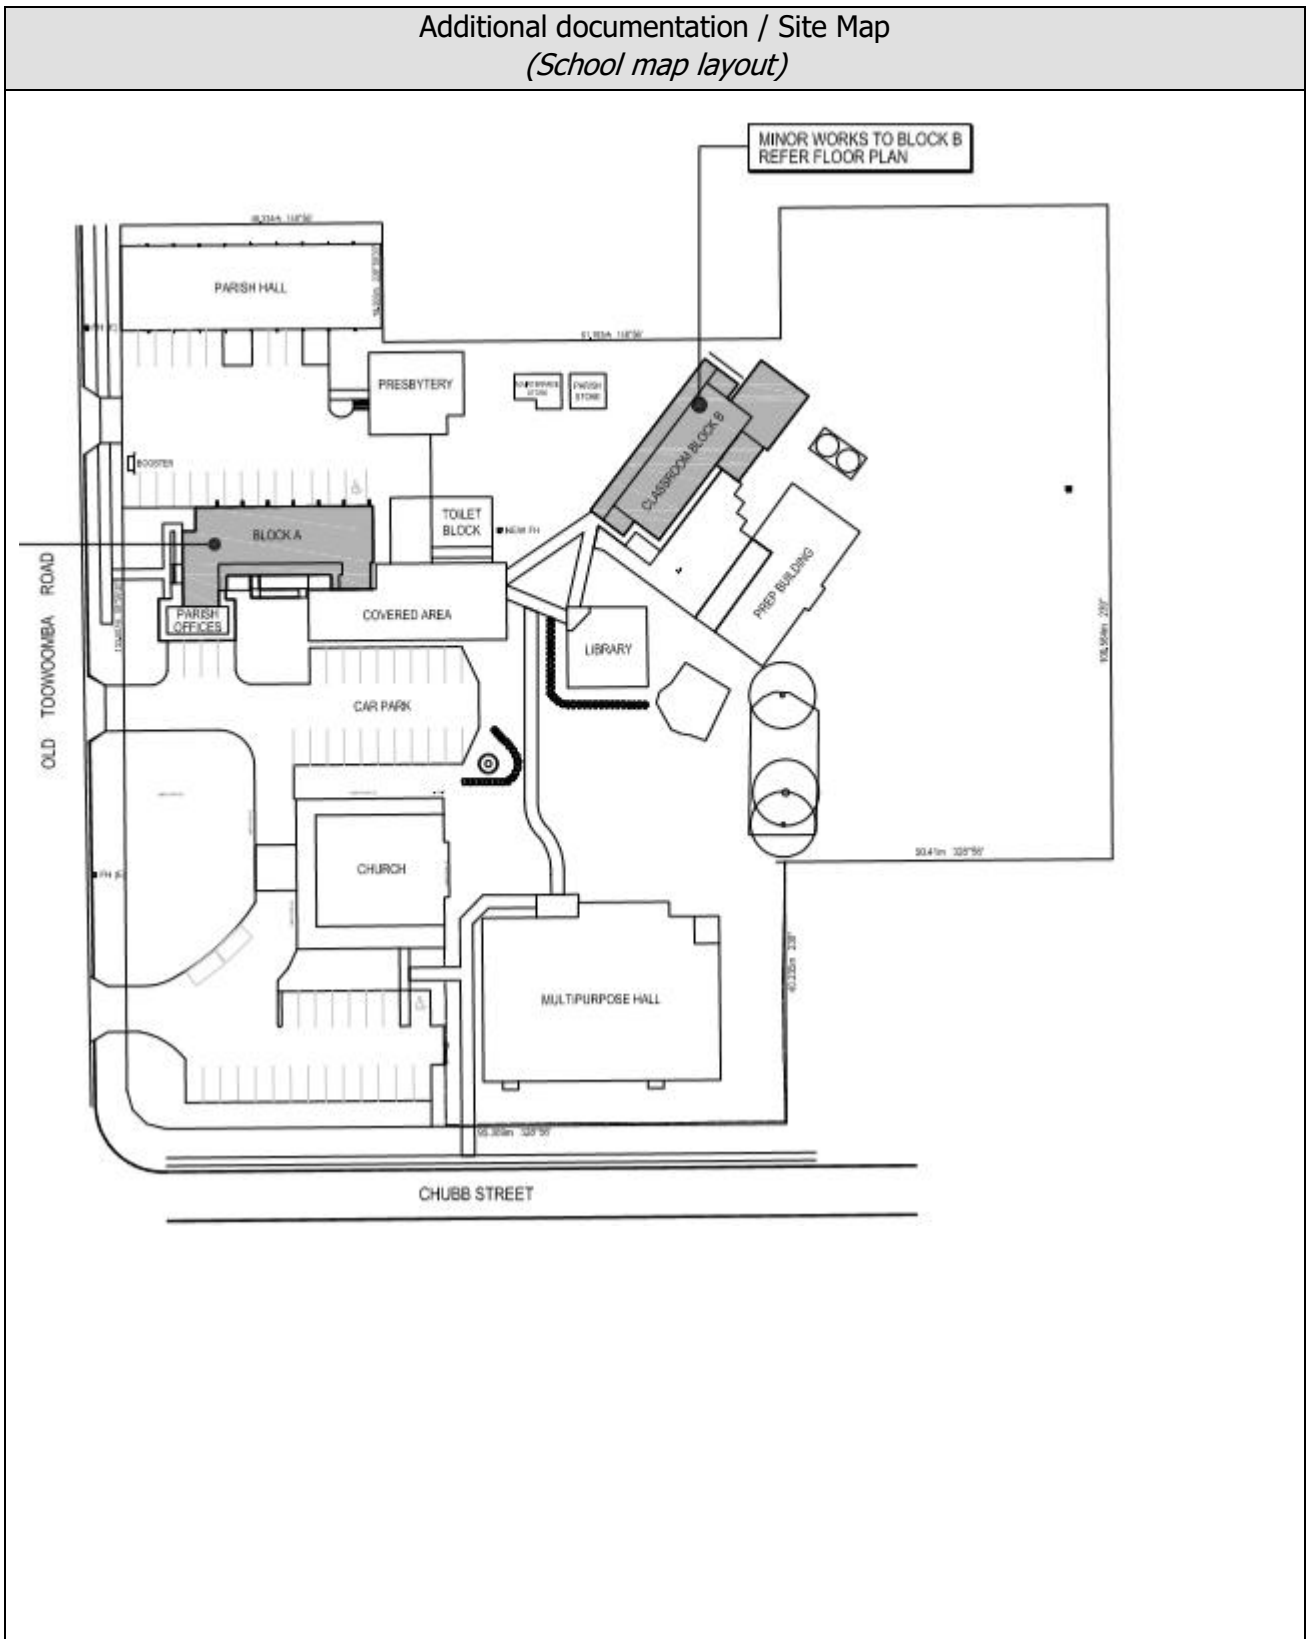 Additional documentation / Site Map
(School map layout)
MINOR WORKS TO BLOCK B
REFER FLOOR PLAN
PARISH HALL
PRESBYTERY
PARISH
STORE
CLASSROOM BLOCK B
BOOSTER
TOILET
BLOCK
NEW FH
BLOCK A
PREP BUILDING
PARISH
OFFICES
COVERED AREA
LIBRARY
OLD TOOWOOMBA ROAD
CAR PARK
CHURCH
MULTIPURPOSE HALL
CHUBB STREET